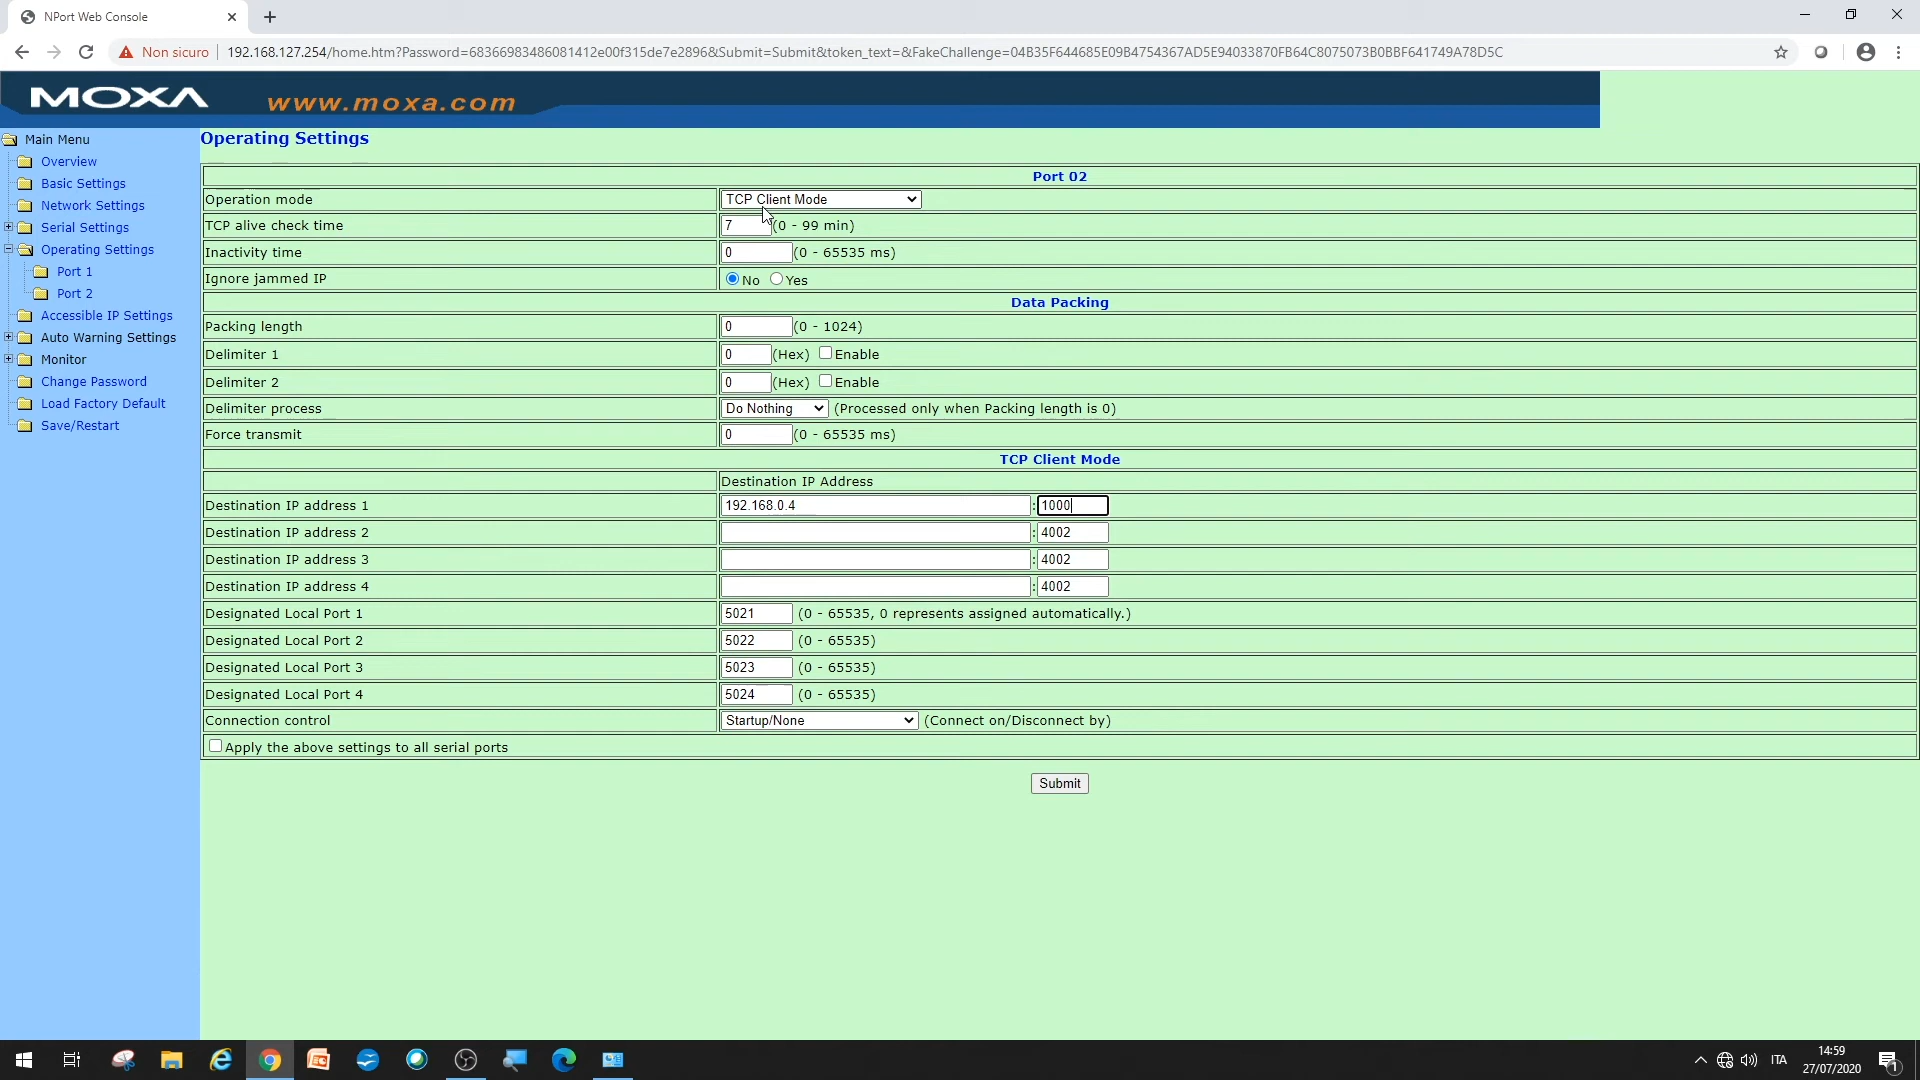 NPort Web Console
Non sicuro 192.168.127.254/home.htm?Password=68366983486081412e00f315de7e2896&Submit=Submit&token_text=&FakeChallenge=04B35F644685E09B4754367AD5E94033870FB64C8075073B0BBF641749A78D5C
MOXA www.moxa.com
Main Menu
Overview
Basic Settings
Network Settings
Serial Settings
Operating Settings
Port 1
Port 2
Accessible IP Settings
Auto Warning Settings
Monitor
Change Password
Load Factory Default
Save/Restart
Operating Settings
Port 02
Operation mode TCP Client Mode
TCP alive check time 7 (0 - 99 min)
Inactivity time 0 (0 - 65535 ms)
Ignore jammed IP No Yes
Data Packing
Packing length 0 (0 - 1024)
Delimiter 1 0 (Hex) Enable
Delimiter 2 0 (Hex) Enable
Delimiter process Do Nothing (Processed only when Packing length is 0)
Force transmit 0 (0 - 65535 ms)
TCP Client Mode
Destination IP Address
Destination IP address 1 192.168.0.4 : 1000
Destination IP address 2 : 4002
Destination IP address 3 : 4002
Destination IP address 4 : 4002
Designated Local Port 1 5021 (0 - 65535, 0 represents assigned automatically.)
Designated Local Port 2 5022 (0 - 65535)
Designated Local Port 3 5023 (0 - 65535)
Designated Local Port 4 5024 (0 - 65535)
Connection control Startup/None (Connect on/Disconnect by)
Apply the above settings to all serial ports
Submit
ITA
14:59
27/07/2020
1